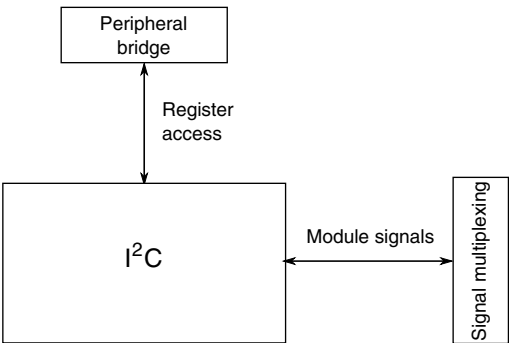 Peripheral
bridge
Register
access
I²C
Module signals
Signal multiplexing